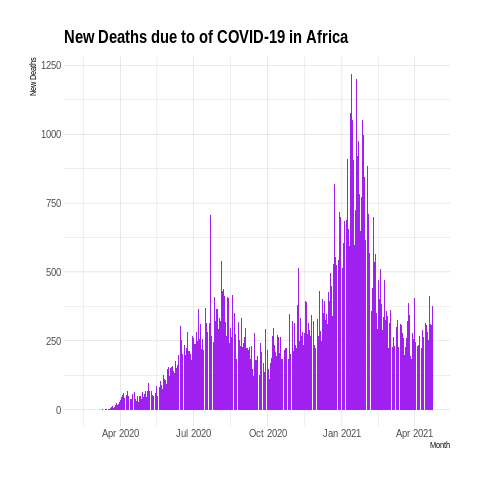 New Deaths due to of COVID-19 in Africa
New Deaths
1250
1000
750
500
250
0
Apr 2020 Jul 2020 Oct 2020 Jan 2021 Apr 2021
Month